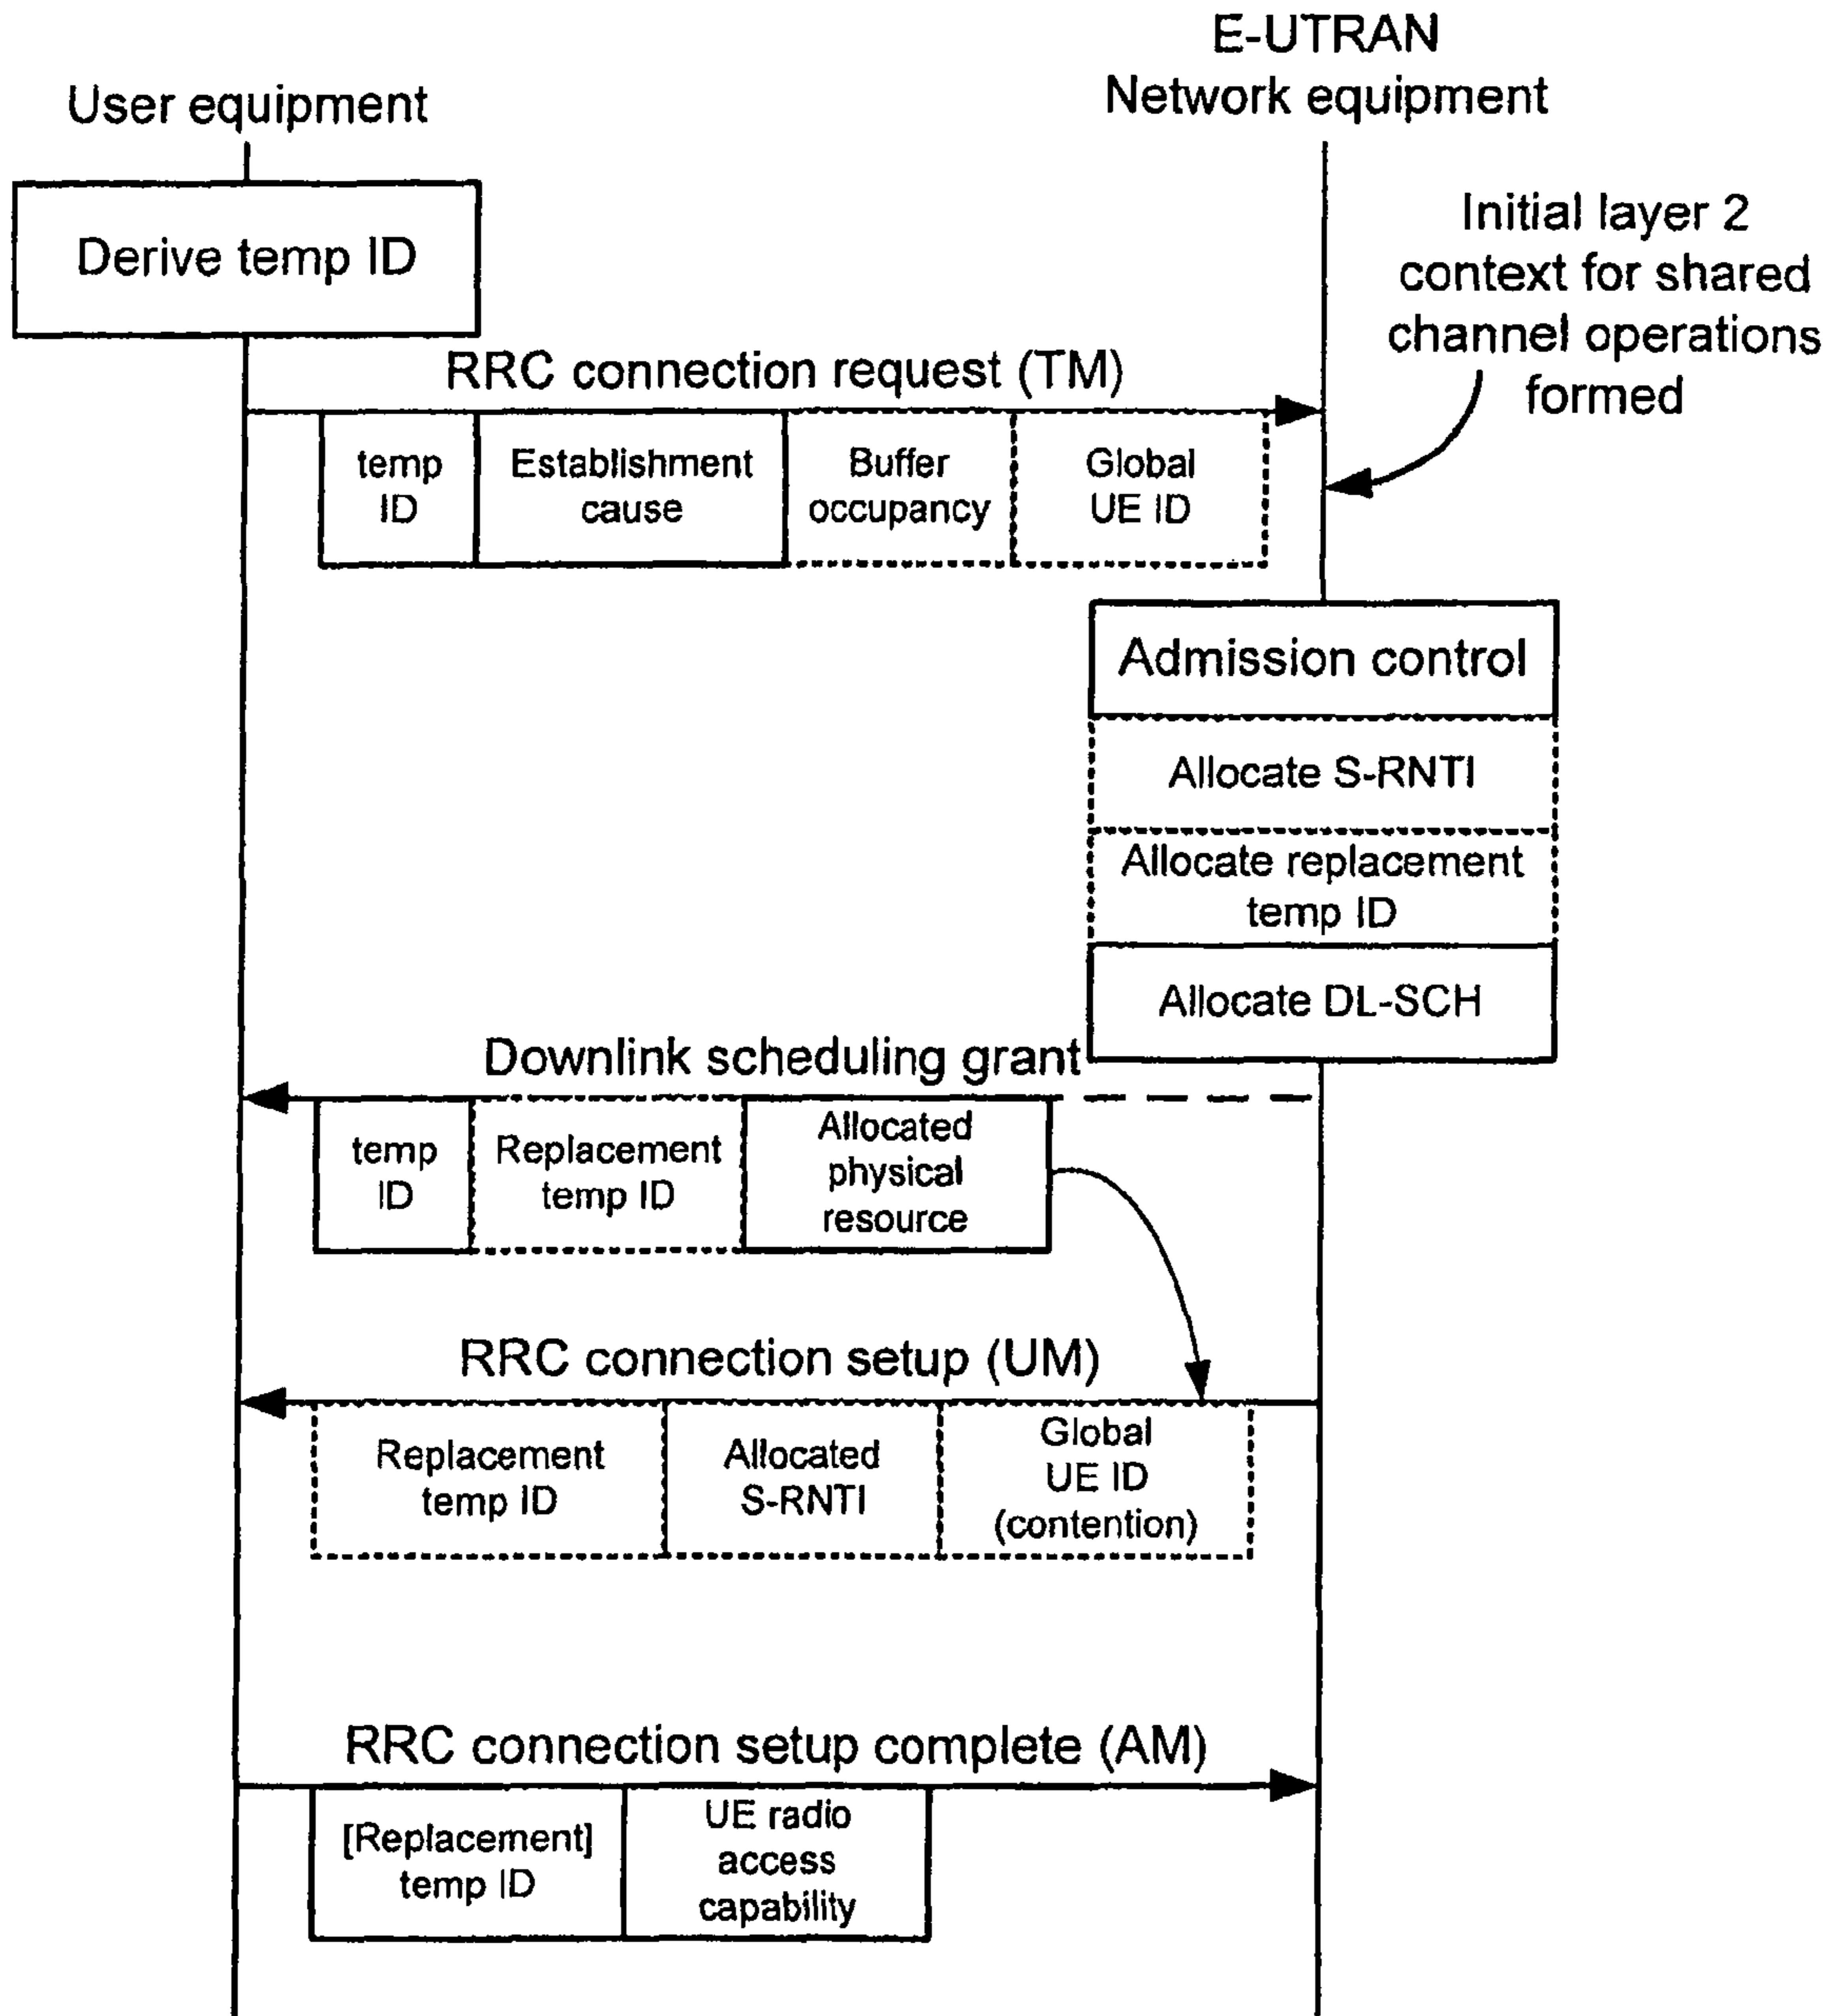 E-UTRAN
Network equipment
User equipment
Initial layer 2
context for shared
channel operations
formed
Derive temp ID
RRC connection request (TM)
temp
ID
Establishment
cause
Buffer
occupancy
Global
UE ID
Admission control
Allocate S-RNTI
Allocate replacement
temp ID
Allocate DL-SCH
Downlink scheduling grant
temp
ID
Replacement
temp ID
Allocated
physical
resource
RRC connection setup (UM)
Replacement
temp ID
Allocated
S-RNTI
Global
UE ID
(contention)
RRC connection setup complete (AM)
[Replacement]
temp ID
UE radio
access
capability